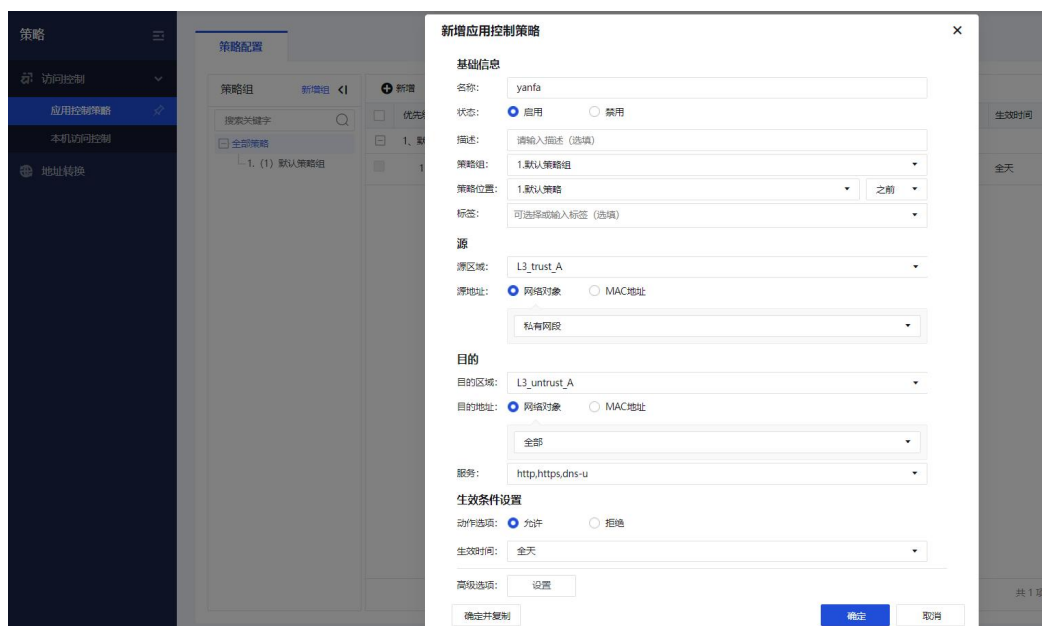 策略
访问控制
应用控制策略
本机访问控制
地址转换
策略配置
策略组 新增组
搜索关键字
全部策略
1. (1) 默认策略组
新增
优先
1. 默
1
生效时间
全天
共 1
新增应用控制策略
基础信息
名称: yanfa
状态: 启用 禁用
描述: 请输入描述（选填）
策略组: 1.默认策略组
策略位置: 1.默认策略 之前
标签: 可选择或输入标签（选填）
源
源区域: L3_trust_A
源地址: 网络对象 MAC地址
私有网段
目的
目的区域: L3_untrust_A
目的地址: 网络对象 MAC地址
全部
服务: http,https,dns-u
生效条件设置
动作选项: 允许 拒绝
生效时间: 全天
高级选项: 设置
确定并复制 确定 取消